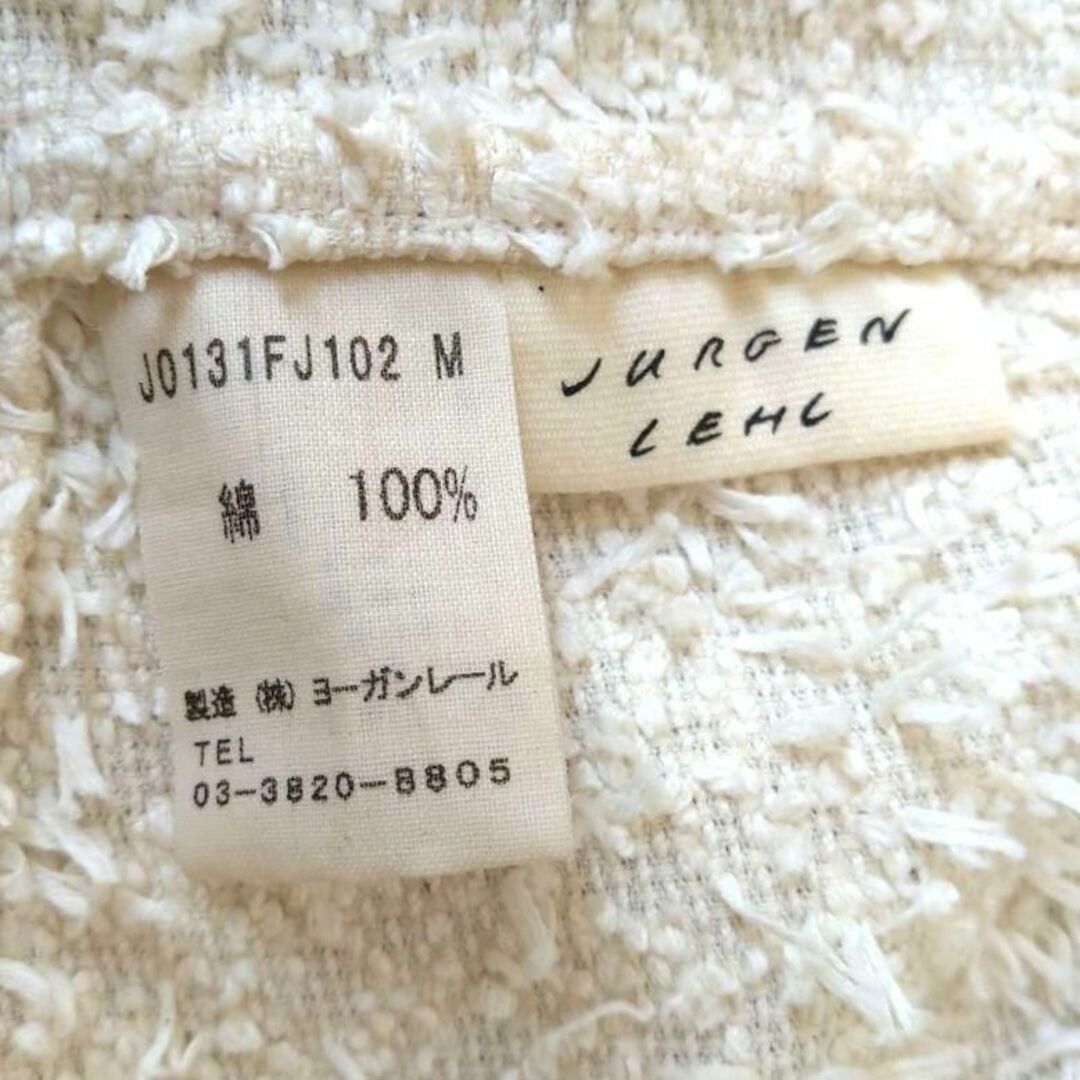 J0131FJ102 M
綿 100%
製造 (株) ヨーガンレール
TEL
03-3820-8805
JURGEN
LEHL